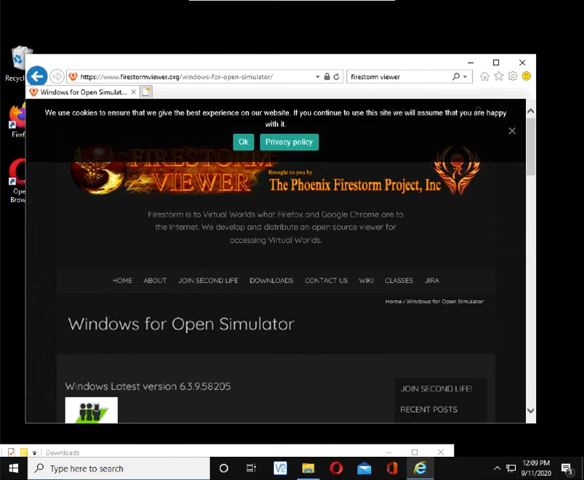 Recyc
https://www.firestormviewer.org/windows-for-open-simulator/
firestorm viewer
Windows for Open Simulat...
We use cookies to ensure that we give the best experience on our website. If you continue to use this site we will assume that you are happy
with it.
Ok
Privacy policy
Firef
FIRESTORM
VIEWER
Brought to you by
The Phoenix Firestorm Project, Inc
Ope
Brow
Firestorm is to Virtual Worlds what Firefox and Google Chrome are to
the Internet. We develop and distribute an open source viewer for
accessing Virtual Worlds.
HOME ABOUT JOIN SECOND LIFE DOWNLOADS CONTACT US WIKI CLASSES JIRA
Home / Windows for Open Simulator
Windows for Open Simulator
Windows Latest version 6.3.9.58205
JOIN SECOND LIFE!
RECENT POSTS
Downloads
Type here to search
12:09 PM
9/11/2020